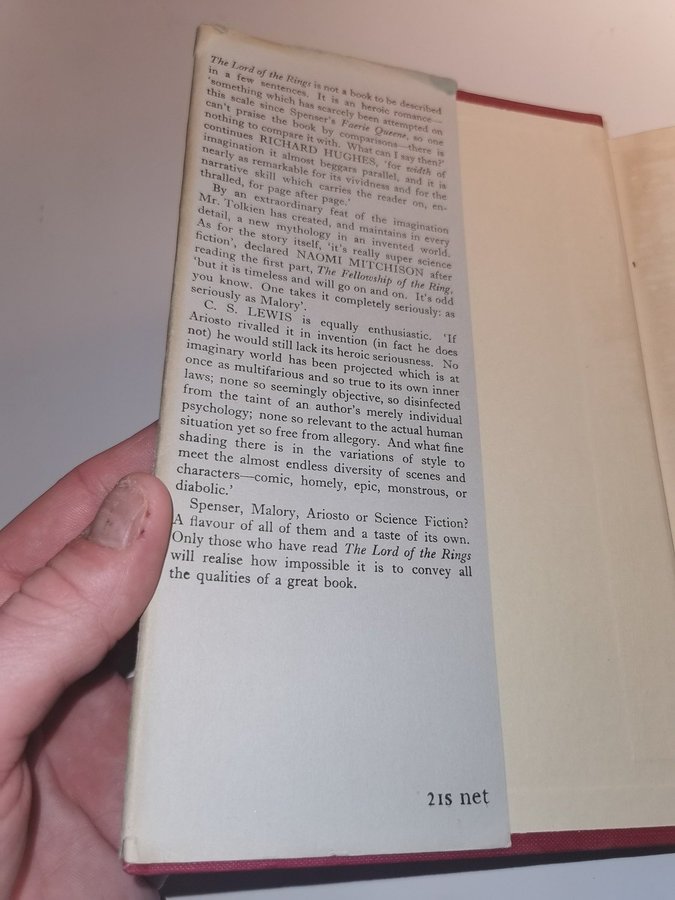 The Lord of the Rings is not a book to be described
in a few sentences. It is an heroic romance—
'something which has scarcely been attempted on
this scale since Spenser's Faerie Queene, so one
can't praise the book by comparisons—there is
nothing to compare it with. What can I say then?'
continues RICHARD HUGHES, 'for width of
imagination it almost beggars parallel, and it is
nearly as remarkable for its vividness and for the
narrative skill which carries the reader on, en-
thralled, for page after page.'
By an extraordinary feat of the imagination
Mr. Tolkien has created, and maintains in every
detail, a new mythology in an invented world.
As for the story itself, 'it's really super science
fiction', declared NAOMI MITCHISON after
reading the first part, The Fellowship of the Ring,
'but it is timeless and will go on and on. It's odd
you know. One takes it completely seriously: as
seriously as Malory'.
C. S. LEWIS is equally enthusiastic. 'If
Ariosto rivalled it in invention (in fact he does
not) he would still lack its heroic seriousness. No
imaginary world has been projected which is at
once as multifarious and so true to its own inner
laws; none so seemingly objective, so disinfected
from the taint of an author's merely individual
psychology; none so relevant to the actual human
situation yet so free from allegory. And what fine
shading there is in the variations of style to
meet the almost endless diversity of scenes and
characters—comic, homely, epic, monstrous, or
diabolic.'
Spenser, Malory, Ariosto or Science Fiction?
A flavour of all of them and a taste of its own.
Only those who have read The Lord of the Rings
will realise how impossible it is to convey all
the qualities of a great book.
21s net